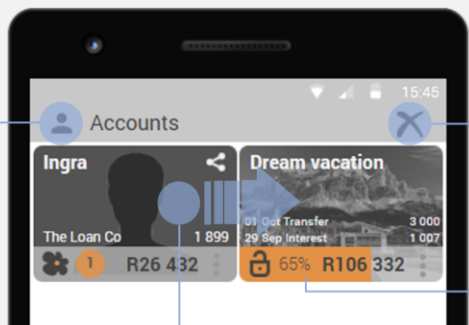 15:45
Accounts
Ingra
Dream vacation
01 Oct Transfer 3 000
The Loan Co 1 899
29 Sep Interest 1 007
1 R26 432
65% R106 332